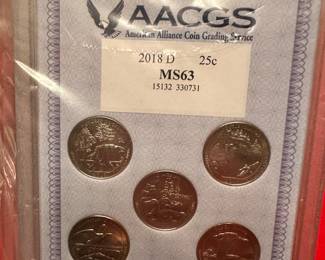 AACGS
American Alliance Coin Grading Service
2018 D 25c
MS63
15132 330731